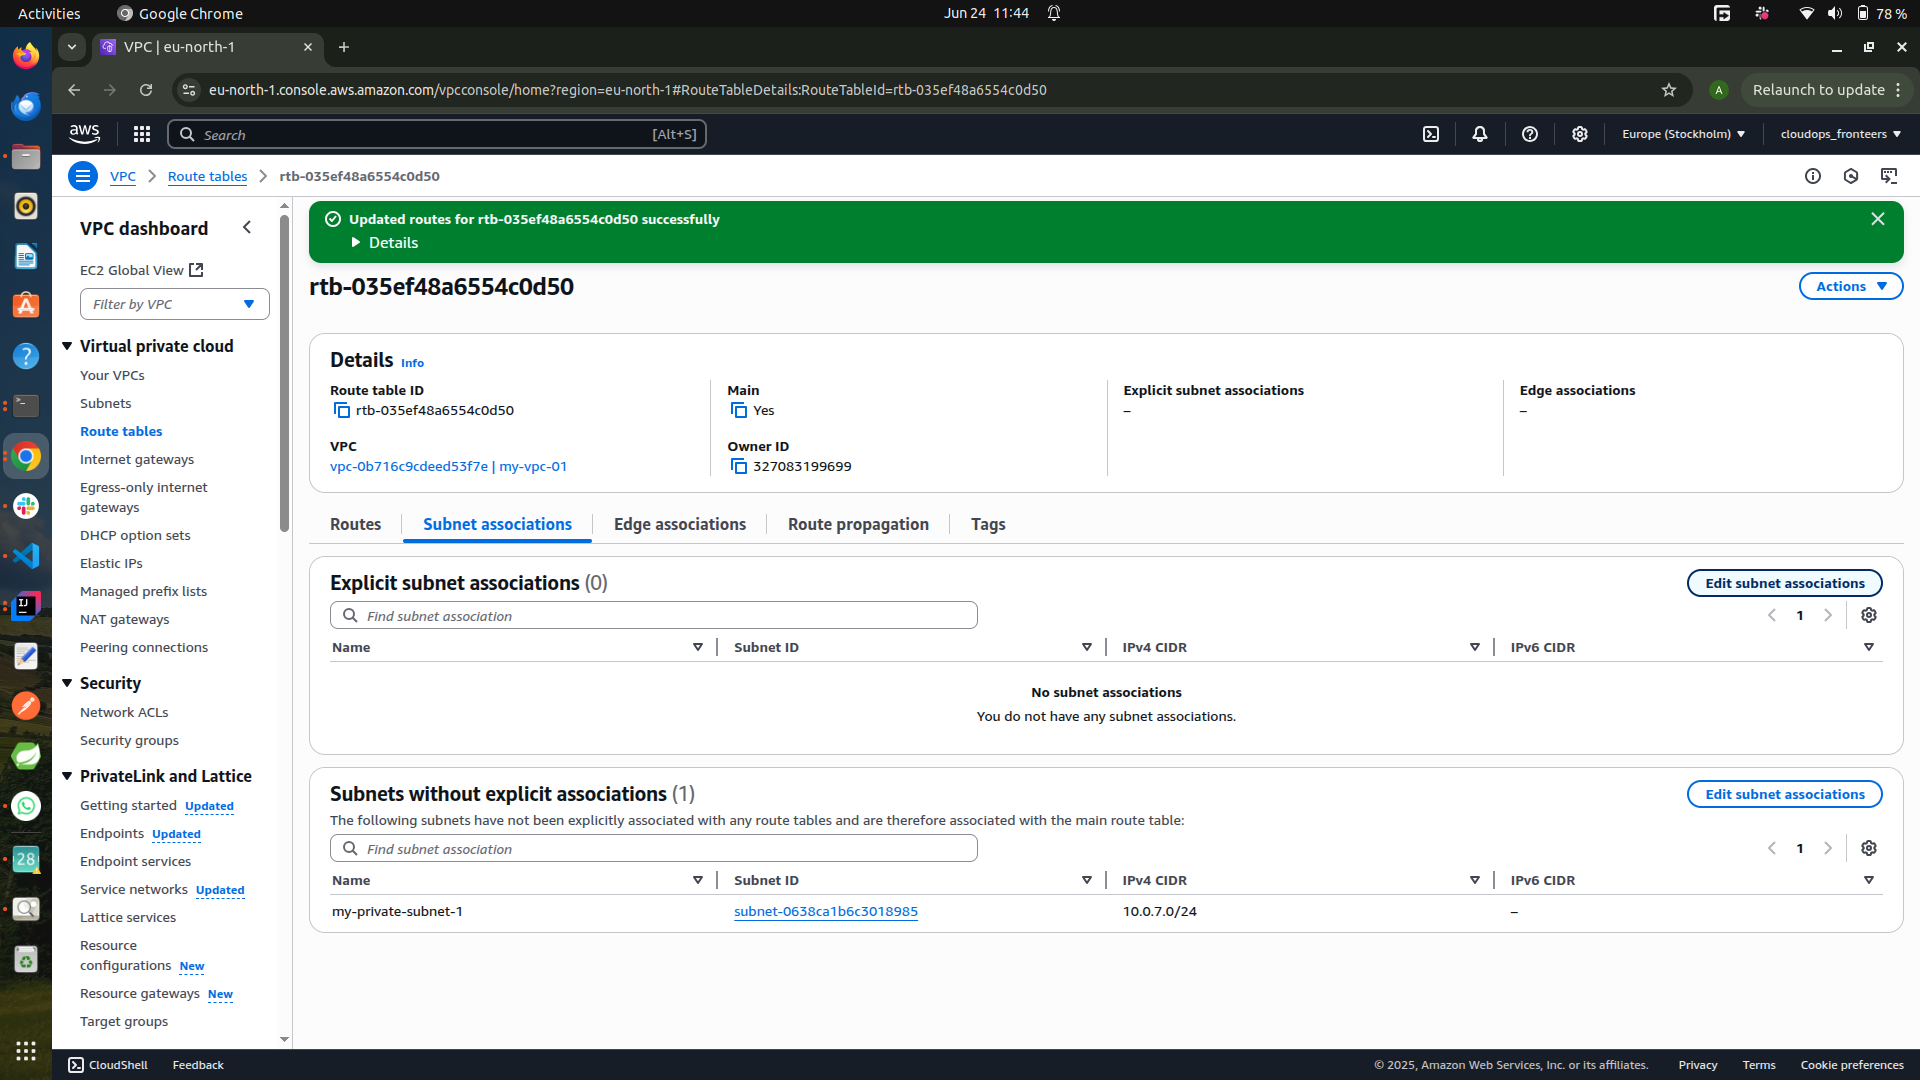 Activities
Google Chrome
Jun 24 11:44
78 %
VPC | eu-north-1
eu-north-1.console.aws.amazon.com/vpcconsole/home?region=eu-north-1#RouteTableDetails:RouteTableId=rtb-035ef48a6554c0d50
A
Relaunch to update
aws
Search
[Alt+S]
Europe (Stockholm)
cloudops_fronteers
VPC
Route tables
rtb-035ef48a6554c0d50
VPC dashboard
EC2 Global View
Filter by VPC
Virtual private cloud
Your VPCs
Subnets
Route tables
Internet gateways
Egress-only internet
gateways
DHCP option sets
Elastic IPs
Managed prefix lists
NAT gateways
Peering connections
Security
Network ACLs
Security groups
PrivateLink and Lattice
Getting started Updated
Endpoints Updated
Endpoint services
Service networks Updated
Lattice services
Resource
configurations New
Resource gateways New
Target groups
Updated routes for rtb-035ef48a6554c0d50 successfully
Details
rtb-035ef48a6554c0d50
Actions
Details Info
Route table ID
rtb-035ef48a6554c0d50
Main
Yes
Explicit subnet associations
–
Edge associations
–
VPC
vpc-0b716c9cdeed53f7e | my-vpc-01
Owner ID
327083199699
Routes
Subnet associations
Edge associations
Route propagation
Tags
Explicit subnet associations (0)
Edit subnet associations
Find subnet association
1
Name
Subnet ID
IPv4 CIDR
IPv6 CIDR
No subnet associations
You do not have any subnet associations.
Subnets without explicit associations (1)
Edit subnet associations
The following subnets have not been explicitly associated with any route tables and are therefore associated with the main route table:
Find subnet association
1
Name
Subnet ID
IPv4 CIDR
IPv6 CIDR
my-private-subnet-1
subnet-0638ca1b6c3018985
10.0.7.0/24
–
IJ
28
CloudShell
Feedback
© 2025, Amazon Web Services, Inc. or its affiliates.
Privacy
Terms
Cookie preferences